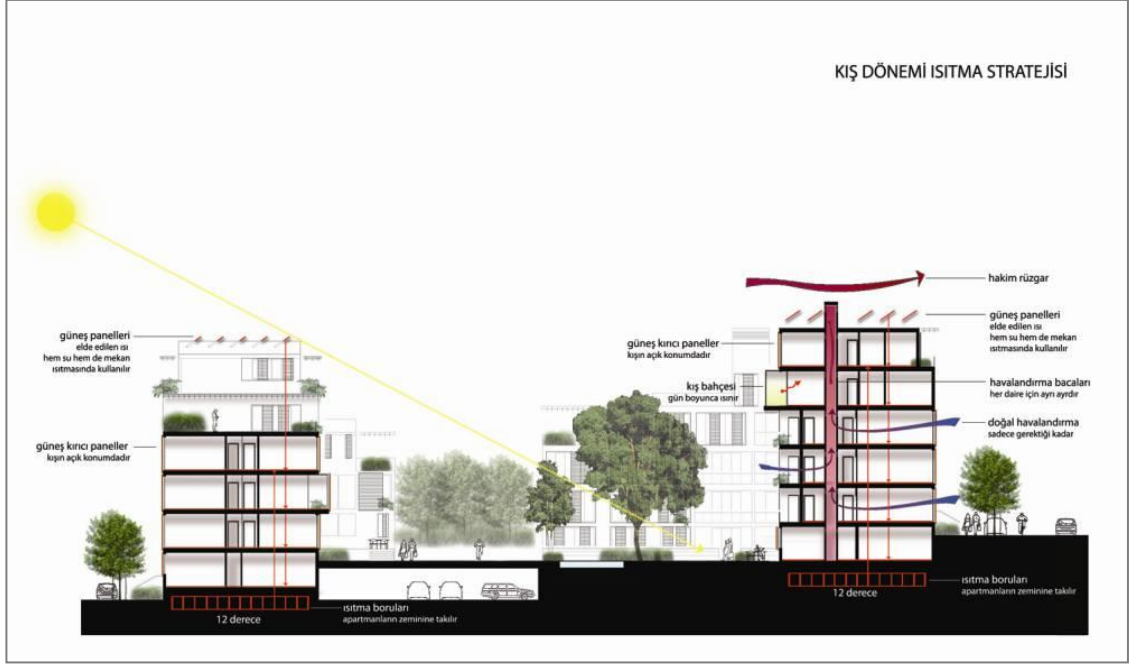 KIŞ DÖNEMİ ISITMA STRATEJİSİ
hakim rüzgar
güneş panelleri
elde edilen ısı
hem su hem de mekan
ısıtmasında kullanılır
güneş panelleri
elde edilen ısı
hem su hem de mekan
ısıtmasında kullanılır
güneş kırıcı paneller
kışın açık konumdadır
kış bahçesi
gün boyunca ısınır
havalandırma bacaları
her daire için ayrı ayrdır
doğal havalandırma
sadece gerektiği kadar
güneş kırıcı paneller
kışın açık konumdadır
ısıtma boruları
apartmanların zeminine takılır
12 derece
ısıtma boruları
apartmanların zeminine takılır
12 derece